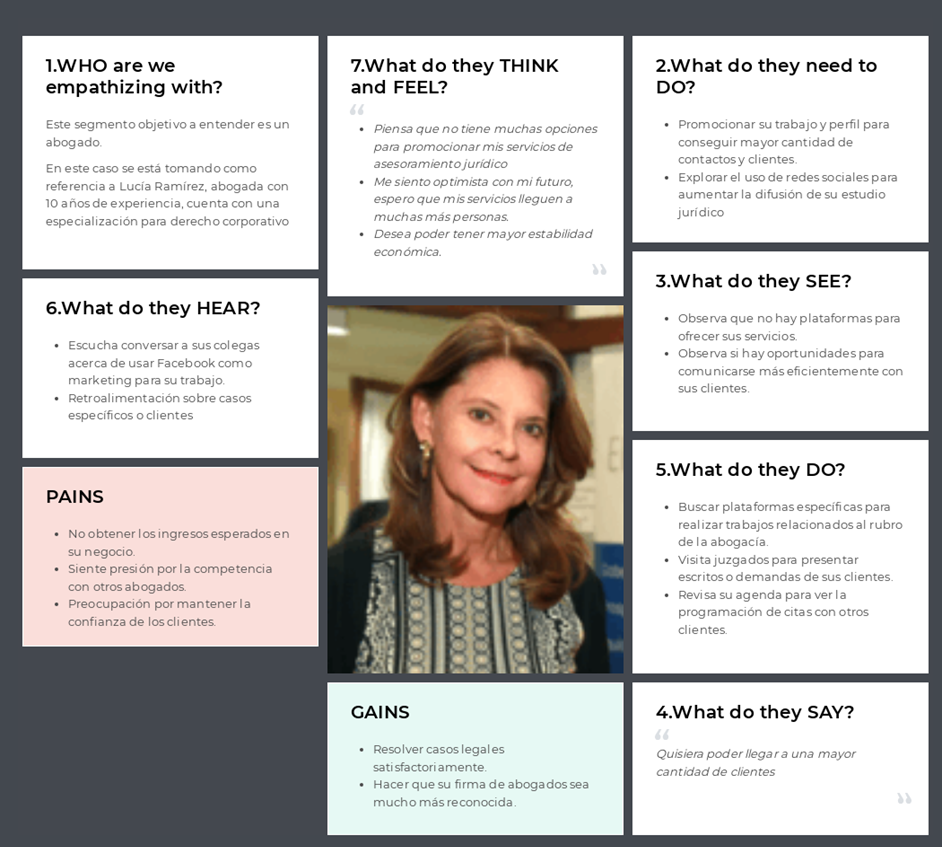 1.WHO are we
empathizing with?
Este segmento objetivo a entender es un
abogado.
En este caso se está tomando como
referencia a Lucía Ramírez, abogada con
10 años de experiencia, cuenta con una
especialización para derecho corporativo
7.What do they THINK
and FEEL?
“
• Piensa que no tiene muchas opciones
para promocionar mis servicios de
asesoramiento jurídico
• Me siento optimista con mi futuro,
espero que mis servicios lleguen a
muchas más personas.
• Desea poder tener mayor estabilidad
económica.
”
2.What do they need to
DO?
• Promocionar su trabajo y perfil para
conseguir mayor cantidad de
contactos y clientes.
• Explorar el uso de redes sociales para
aumentar la difusión de su estudio
jurídico
6.What do they HEAR?
• Escucha conversar a sus colegas
acerca de usar Facebook como
marketing para su trabajo.
• Retroalimentación sobre casos
específicos o clientes
3.What do they SEE?
• Observa que no hay plataformas para
ofrecer sus servicios.
• Observa si hay oportunidades para
comunicarse más eficientemente con
sus clientes.
PAINS
• No obtener los ingresos esperados en
su negocio.
• Siente presión por la competencia
con otros abogados.
• Preocupación por mantener la
confianza de los clientes.
5.What do they DO?
• Buscar plataformas específicas para
realizar trabajos relacionados al rubro
de la abogacía.
• Visita juzgados para presentar
escritos o demandas de sus clientes.
• Revisa su agenda para ver la
programación de citas con otros
clientes.
GAINS
• Resolver casos legales
satisfactoriamente.
• Hacer que su firma de abogados sea
mucho más reconocida.
4.What do they SAY?
“
Quisiera poder llegar a una mayor
cantidad de clientes
”